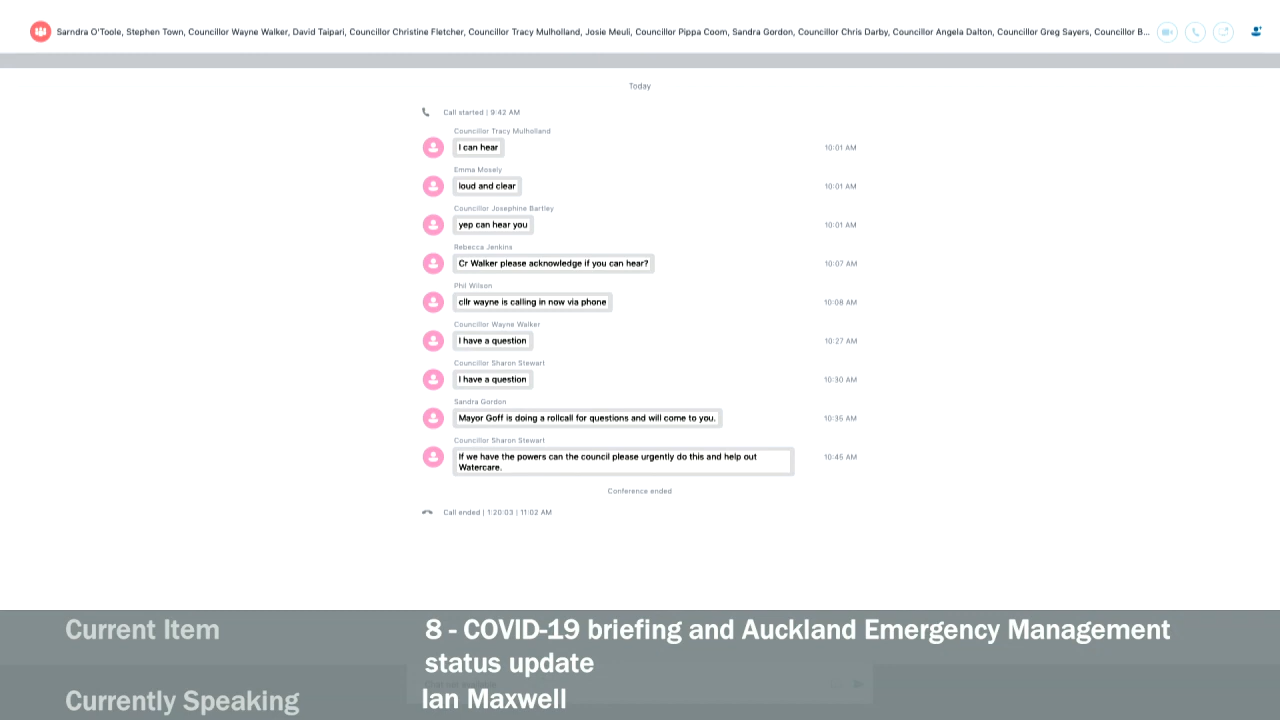 Sarndra O'Toole, Stephen Town, Councillor Wayne Walker, David Taipari, Councillor Christine Fletcher, Councillor Tracy Mulholland, Josie Meuli, Councillor Pippa Coom, Sandra Gordon, Councillor Chris Darby, Councillor Angela Dalton, Councillor Greg Sayers, Councillor B...
Today
Call started | 9:42 AM
Councillor Tracy Mulholland
I can hear
10:01 AM
Emma Mosely
loud and clear
10:01 AM
Councillor Josephine Bartley
yep can hear you
10:01 AM
Rebecca Jenkins
Cr Walker please acknowledge if you can hear?
10:07 AM
Phil Wilson
cllr wayne is calling in now via phone
10:08 AM
Councillor Wayne Walker
I have a question
10:27 AM
Councillor Sharon Stewart
I have a question
10:30 AM
Sandra Gordon
Mayor Goff is doing a rollcall for questions and will come to you.
10:35 AM
Councillor Sharon Stewart
If we have the powers can the council please urgently do this and help out
Watercare.
10:45 AM
Conference ended
Call ended | 1:20:03 | 11:02 AM
Current Item
8 - COVID-19 briefing and Auckland Emergency Management
status update
Currently Speaking
Ian Maxwell